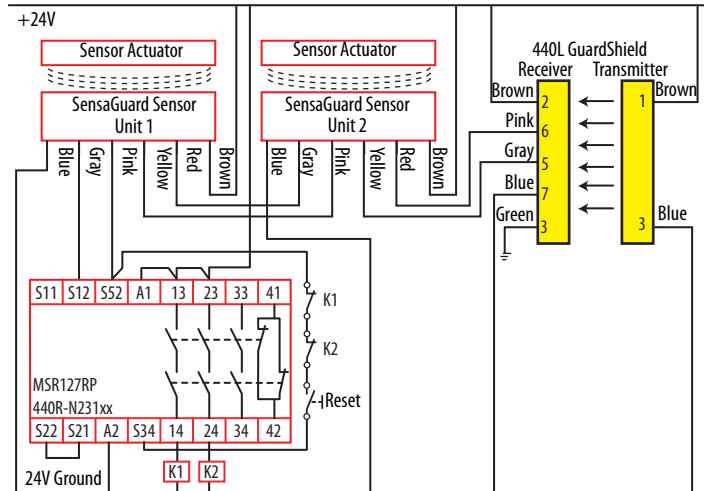 +24V
Sensor Actuator
Sensor Actuator
440L GuardShield
Receiver Transmitter
SensaGuard Sensor
Unit 1
SensaGuard Sensor
Unit 2
Brown
2
1
Brown
Pink
6
Gray
5
Blue
7
Green
3
3
Blue
Blue
Gray
Pink
Yellow
Red
Brown
Blue
Gray
Pink
Yellow
Red
Brown
S11 S12 S52 A1 13 23 33 41
K1
K2
Reset
MSR127RP
440R-N231xx
S22 S21 A2 S34 14 24 34 42
24V Ground
K1
K2